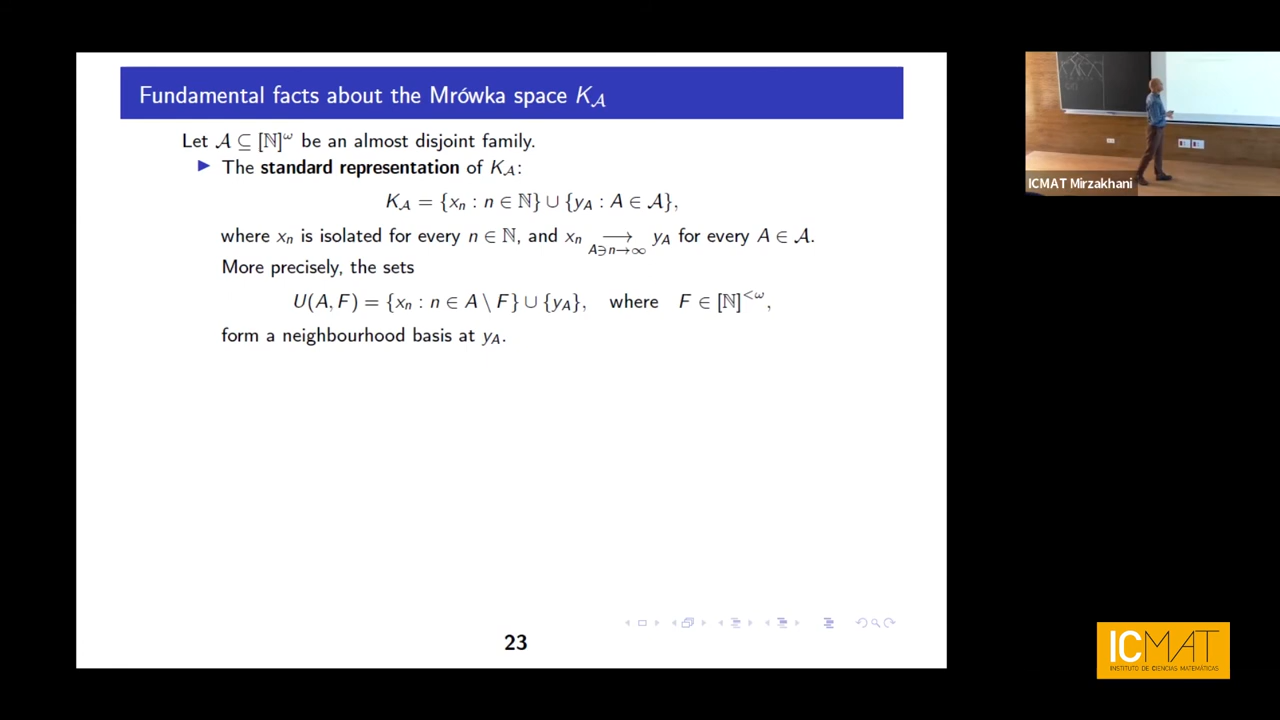 Fundamental facts about the Mrówka space K_𝒜
Let 𝒜 ⊆ [ℕ]^ω be an almost disjoint family.
▶ The standard representation of K_𝒜:
K_𝒜 = {x_n : n ∈ ℕ} ∪ {y_A : A ∈ 𝒜},
where x_n is isolated for every n ∈ ℕ, and x_n ⟶_{A∋n→∞} y_A for every A ∈ 𝒜.
More precisely, the sets
U(A, F) = {x_n : n ∈ A \ F} ∪ {y_A}, where F ∈ [ℕ]^{<ω},
form a neighbourhood basis at y_A.
23
ICMAT Mirzakhani
ICMAT
INSTITUTO DE CIENCIAS MATEMÁTICAS